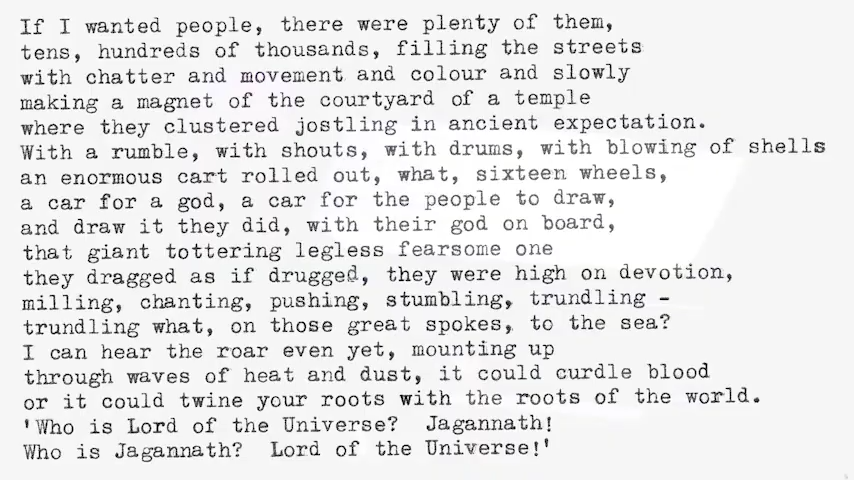 If I wanted people, there were plenty of them,
tens, hundreds of thousands, filling the streets
with chatter and movement and colour and slowly
making a magnet of the courtyard of a temple
where they clustered jostling in ancient expectation.
With a rumble, with shouts, with drums, with blowing of shells
an enormous cart rolled out, what, sixteen wheels,
a car for a god, a car for the people to draw,
and draw it they did, with their god on board,
that giant tottering legless fearsome one
they dragged as if drugged, they were high on devotion,
milling, chanting, pushing, stumbling, trundling -
trundling what, on those great spokes, to the sea?
I can hear the roar even yet, mounting up
through waves of heat and dust, it could curdle blood
or it could twine your roots with the roots of the world.
'Who is Lord of the Universe?  Jagannath!
Who is Jagannath?  Lord of the Universe!'